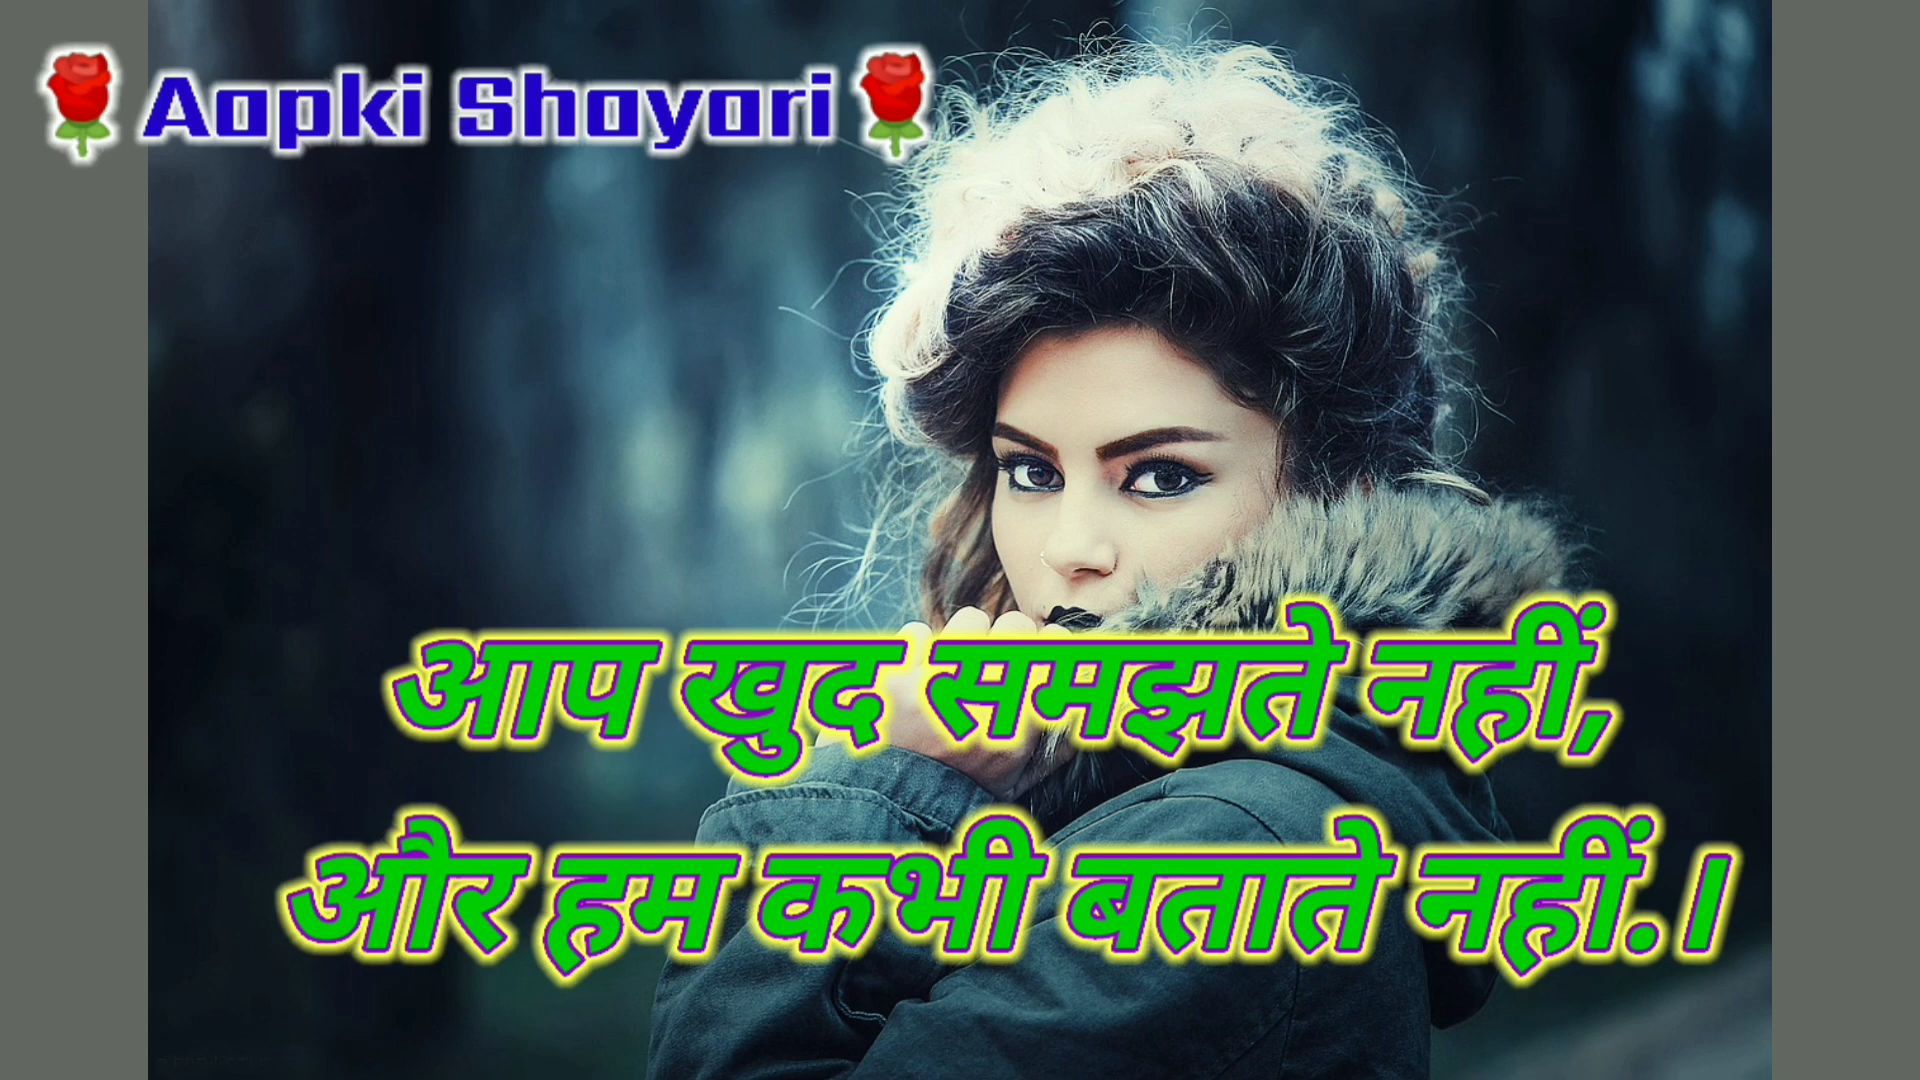 🌹Aapki Shayari🌹
आप खुद समझते नहीं,
और हम कभी बताते नहीं.।